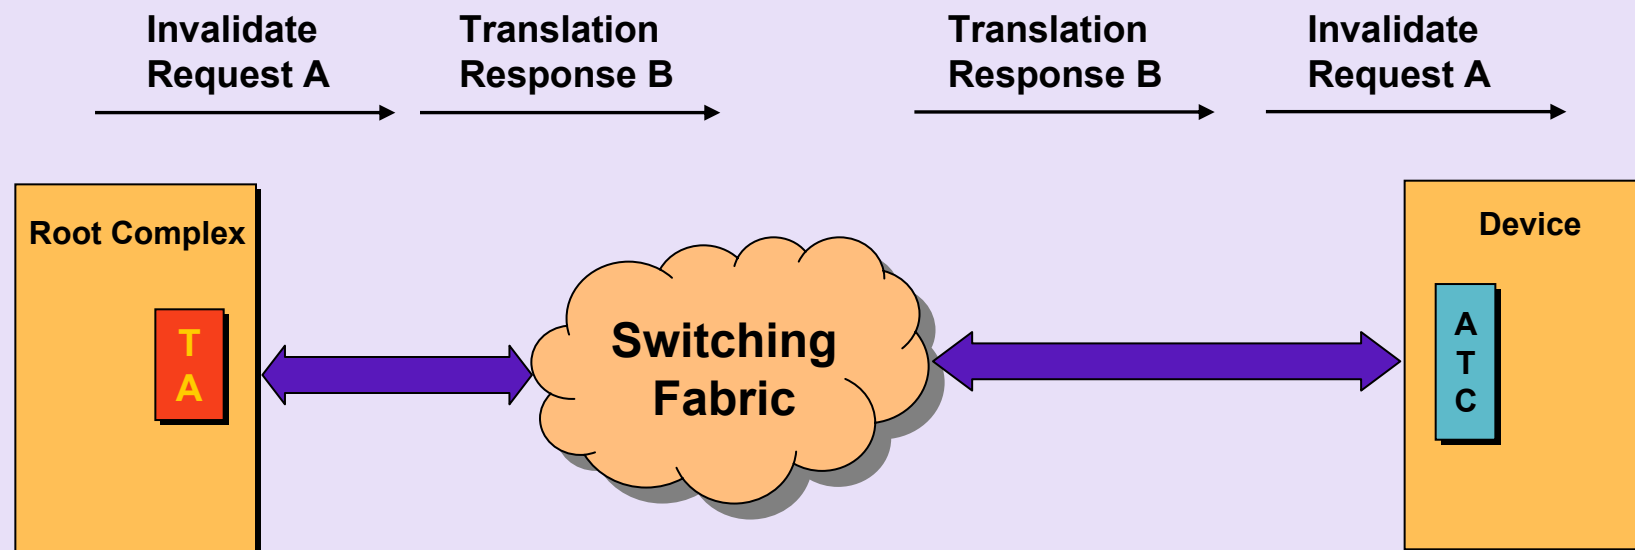 Invalidate
Request A
Translation
Response B
Translation
Response B
Invalidate
Request A
Root Complex
T
A
Switching
Fabric
Device
A
T
C